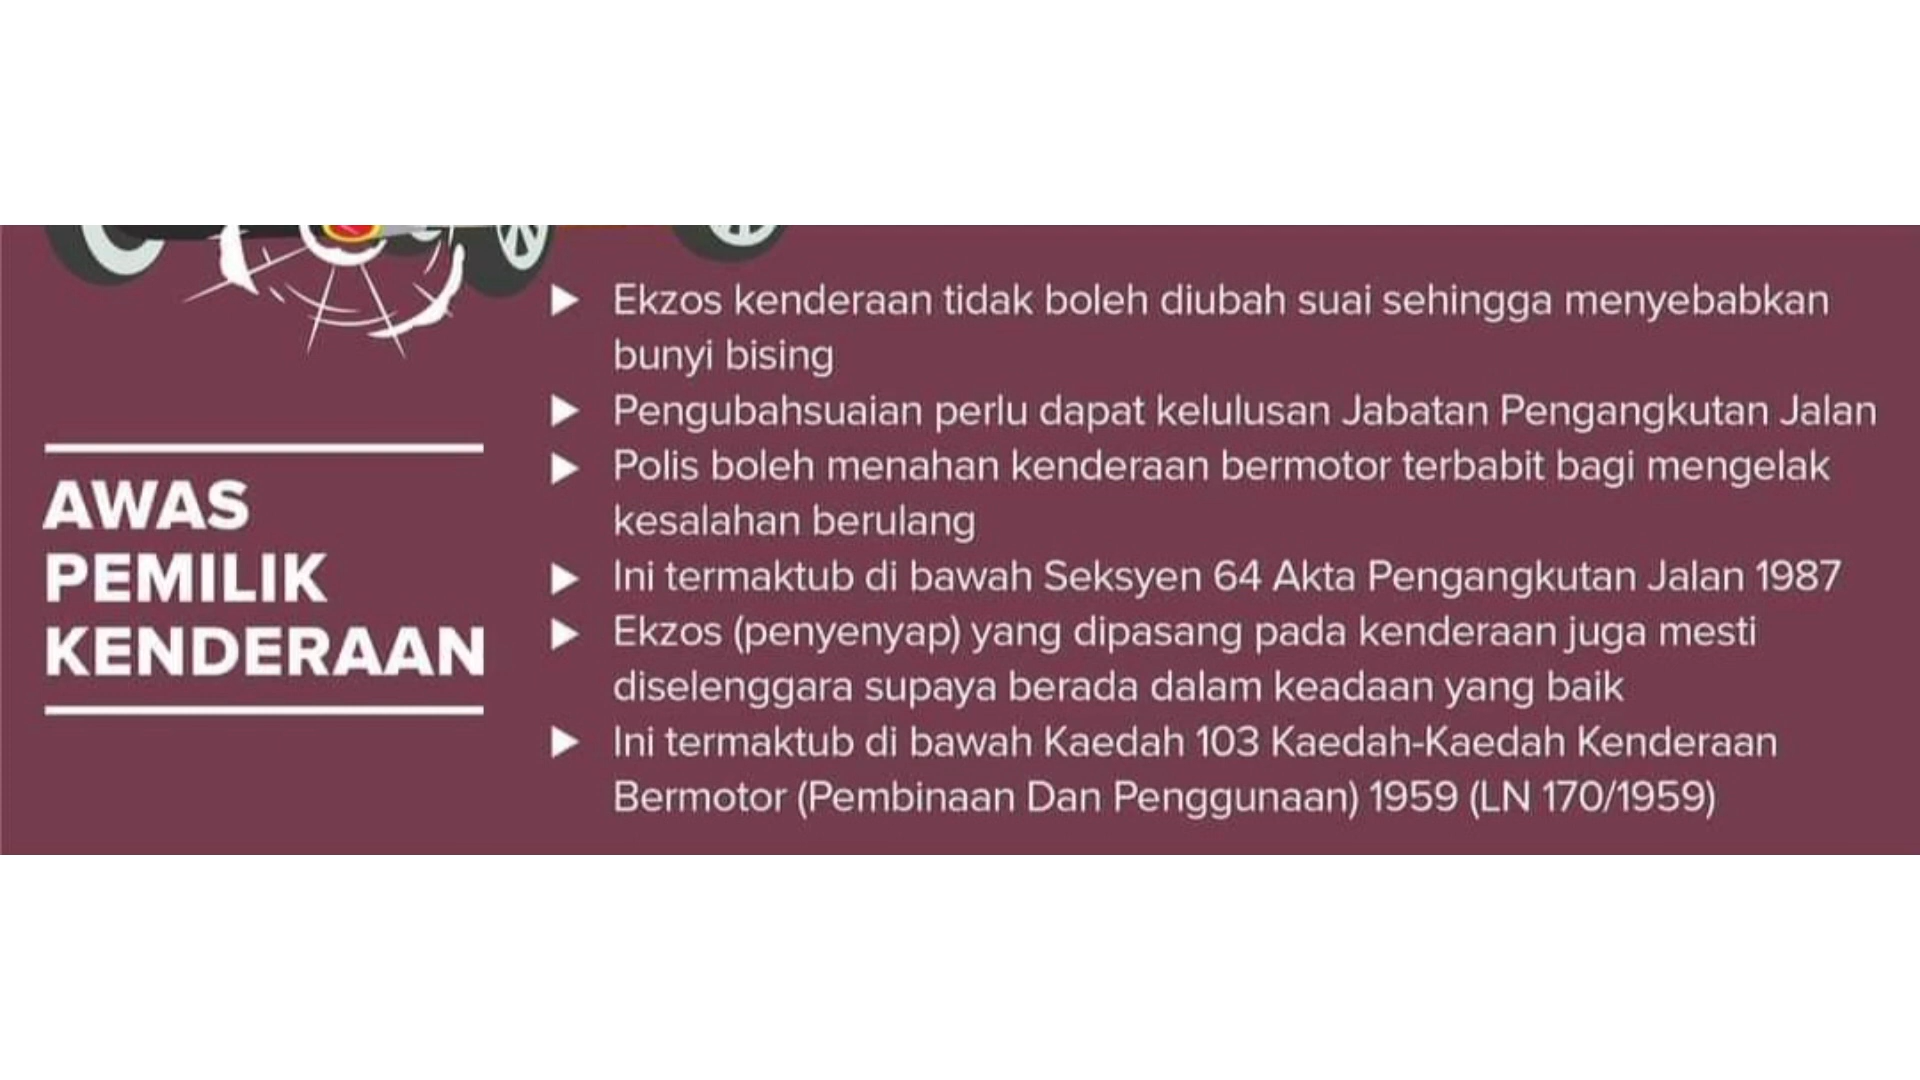 AWAS
PEMILIK
KENDERAAN
Ekzos kenderaan tidak boleh diubah suai sehingga menyebabkan
bunyi bising
Pengubahsuaian perlu dapat kelulusan Jabatan Pengangkutan Jalan
Polis boleh menahan kenderaan bermotor terbabit bagi mengelak
kesalahan berulang
Ini termaktub di bawah Seksyen 64 Akta Pengangkutan Jalan 1987
Ekzos (penyenyap) yang dipasang pada kenderaan juga mesti
diselenggara supaya berada dalam keadaan yang baik
Ini termaktub di bawah Kaedah 103 Kaedah-Kaedah Kenderaan
Bermotor (Pembinaan Dan Penggunaan) 1959 (LN 170/1959)